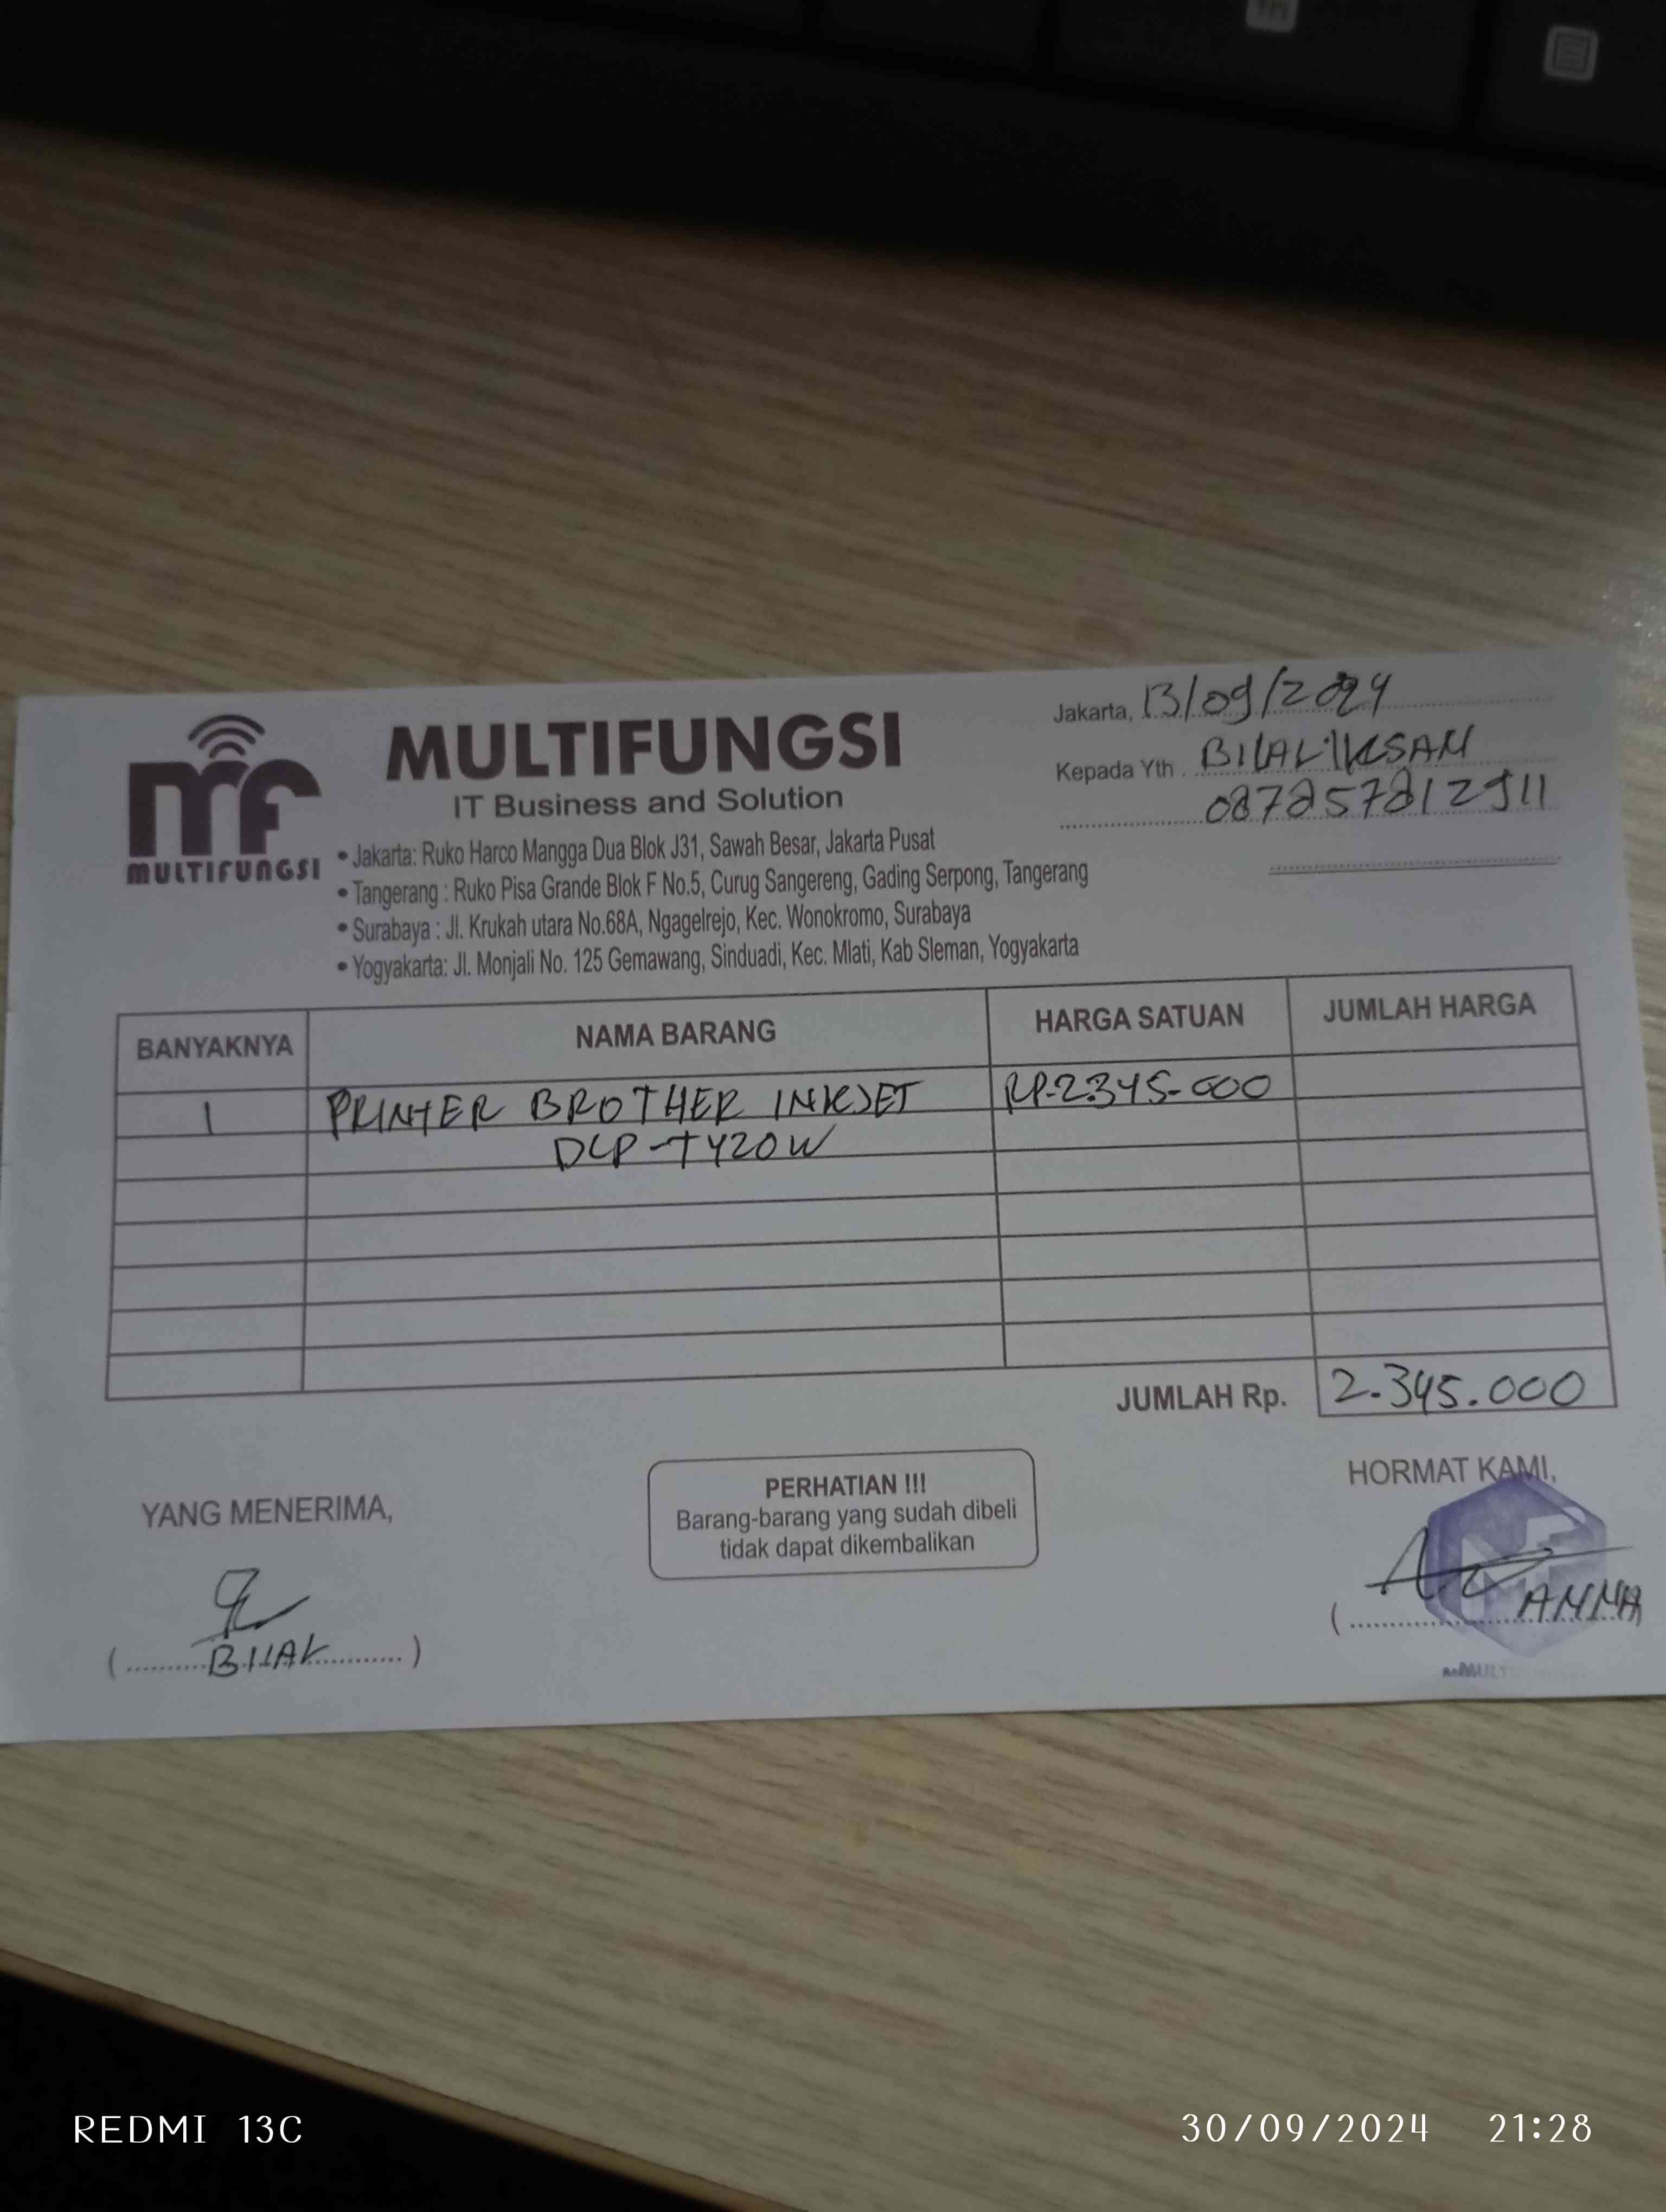 MULTIFUNGSI
MULTIFUNGSI
IT Business and Solution
• Jakarta: Ruko Harco Mangga Dua Blok J31, Sawah Besar, Jakarta Pusat
• Tangerang : Ruko Pisa Grande Blok F No.5, Curug Sangereng, Gading Serpong, Tangerang
• Surabaya : Jl. Krukah utara No.68A, Ngagelrejo, Kec. Wonokromo, Surabaya
• Yogyakarta: Jl. Monjali No. 125 Gemawang, Sinduadi, Kec. Mlati, Kab Sleman, Yogyakarta
Jakarta, 13/09/2024
Kepada Yth. BILAL IKSAN
087857812911
BANYAKNYA NAMA BARANG HARGA SATUAN JUMLAH HARGA
1 PRINTER BROTHER INKJET RP.2.345.000
DCP-T420W
JUMLAH Rp. 2.345.000
YANG MENERIMA,
PERHATIAN !!!
Barang-barang yang sudah dibeli
tidak dapat dikembalikan
HORMAT KAMI,
(BILAL)
(ANNA
REDMI 13C
30/09/2024 21:28